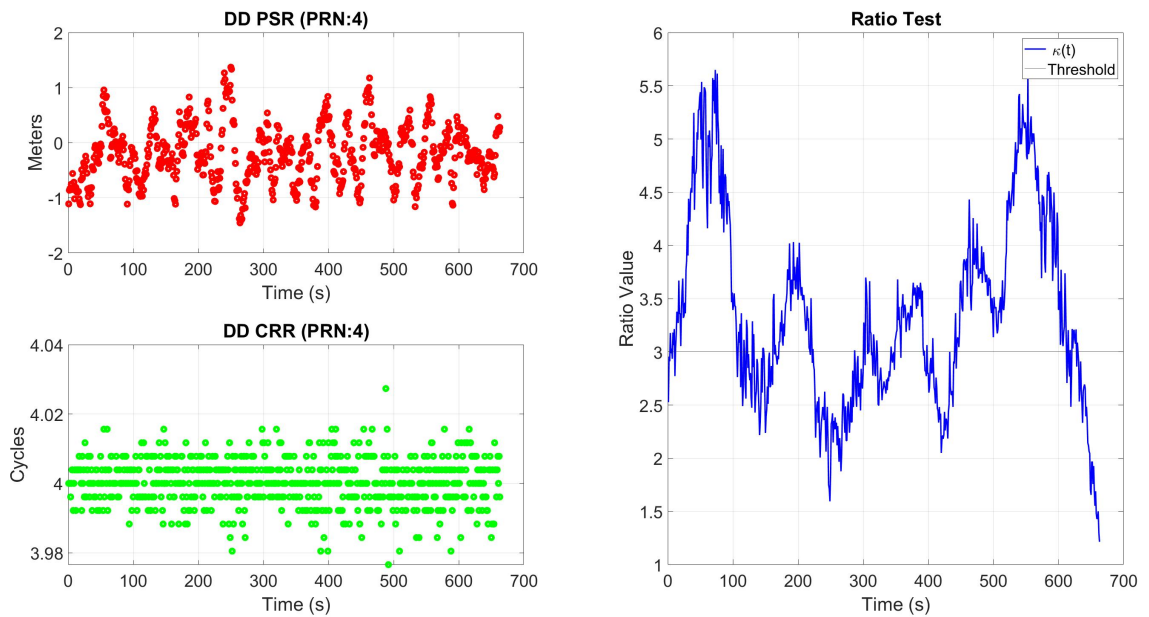 DD PSR (PRN:4)
2
1
0
-1
-2
Meters
0 100 200 300 400 500 600 700
Time (s)
DD CRR (PRN:4)
4.04
4.02
4
3.98
Cycles
0 100 200 300 400 500 600 700
Time (s)
Ratio Test
6
5.5
5
4.5
4
3.5
3
2.5
2
1.5
1
Ratio Value
κ(t)
Threshold
0 100 200 300 400 500 600 700
Time (s)